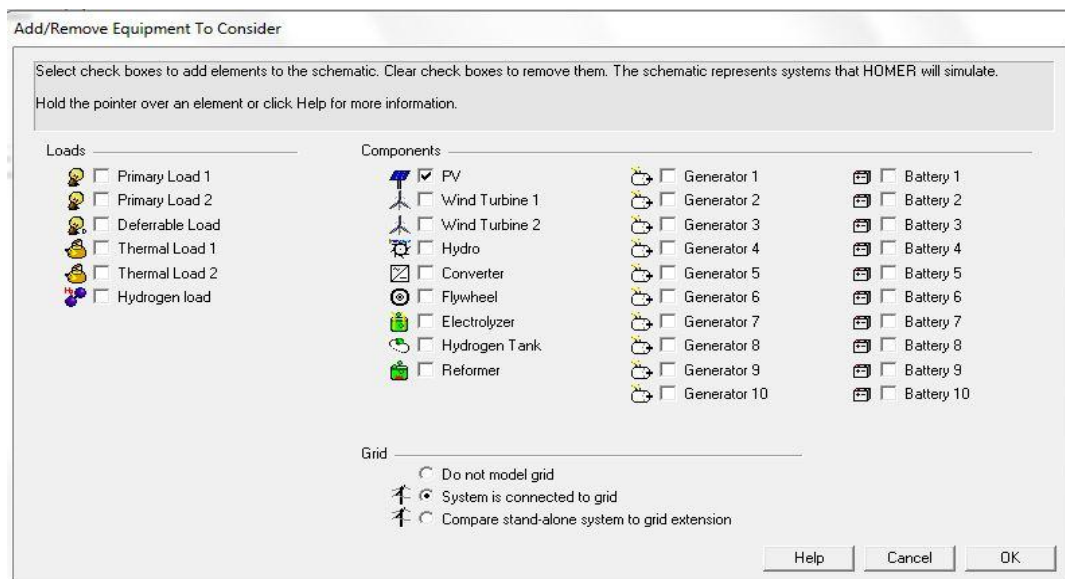 Add/Remove Equipment To Consider
Select check boxes to add elements to the schematic. Clear check boxes to remove them. The schematic represents systems that HOMER will simulate.
Hold the pointer over an element or click Help for more information.
Loads
Primary Load 1
Primary Load 2
Deferrable Load
Thermal Load 1
Thermal Load 2
Hydrogen load
Components
PV
Wind Turbine 1
Wind Turbine 2
Hydro
Converter
Flywheel
Electrolyzer
Hydrogen Tank
Reformer
Generator 1
Generator 2
Generator 3
Generator 4
Generator 5
Generator 6
Generator 7
Generator 8
Generator 9
Generator 10
Battery 1
Battery 2
Battery 3
Battery 4
Battery 5
Battery 6
Battery 7
Battery 8
Battery 9
Battery 10
Grid
Do not model grid
System is connected to grid
Compare stand-alone system to grid extension
Help
Cancel
OK